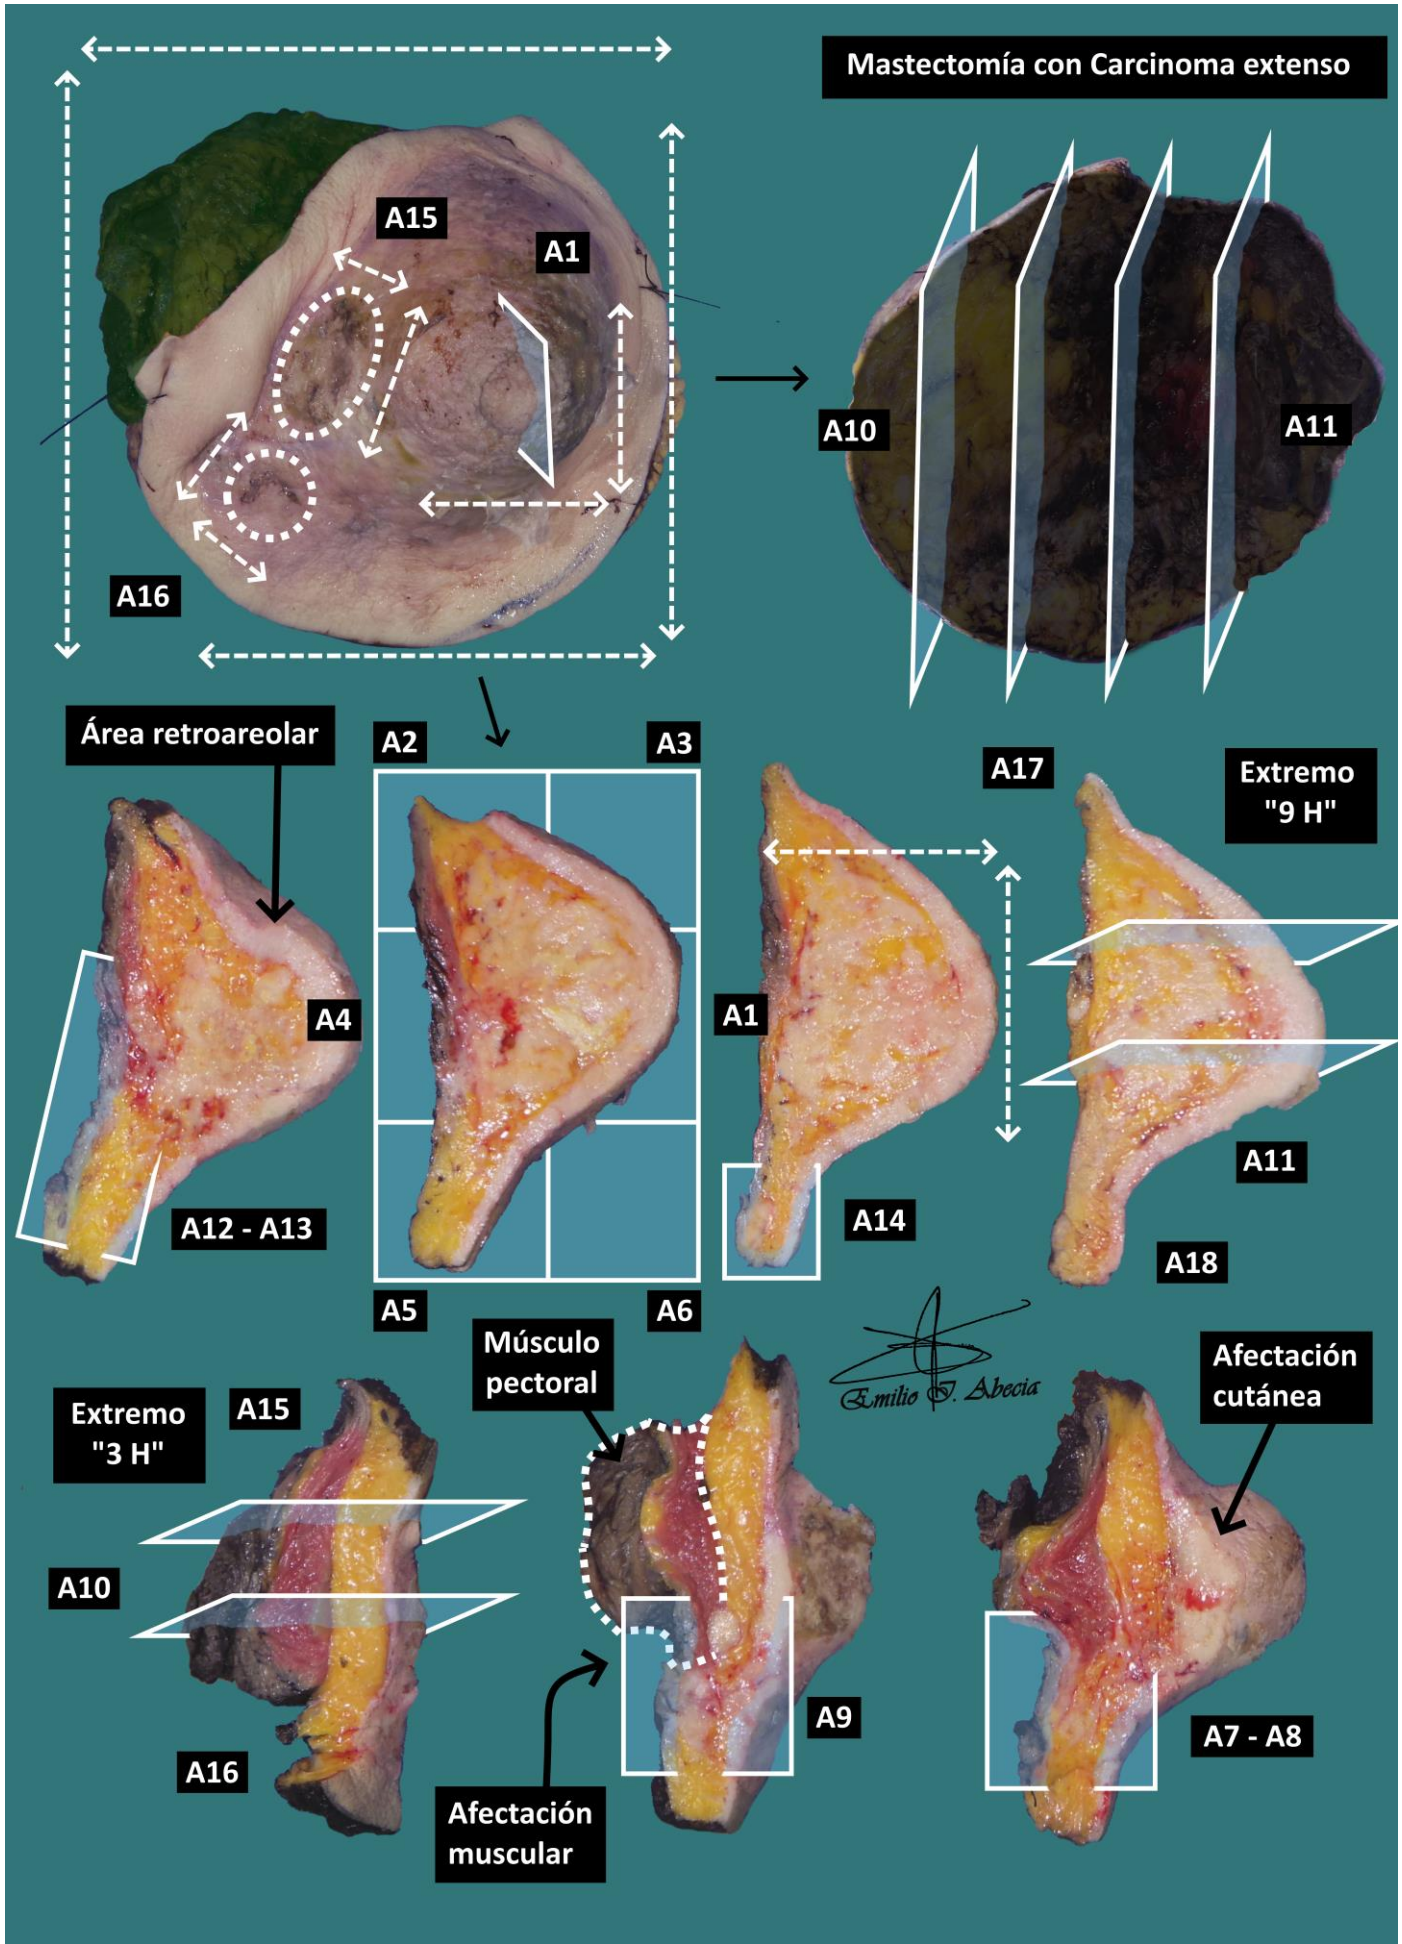 Mastectomía con Carcinoma extenso
A15
A1
A10
A11
A16
Área retroareolar
A2
A3
A17
Extremo
"9 H"
A4
A1
A11
A12 - A13
A14
A18
A5
A6
Músculo
pectoral
Emilio J. Abecia
Afectación
cutánea
Extremo
"3 H"
A15
A10
A9
A7 - A8
A16
Afectación
muscular